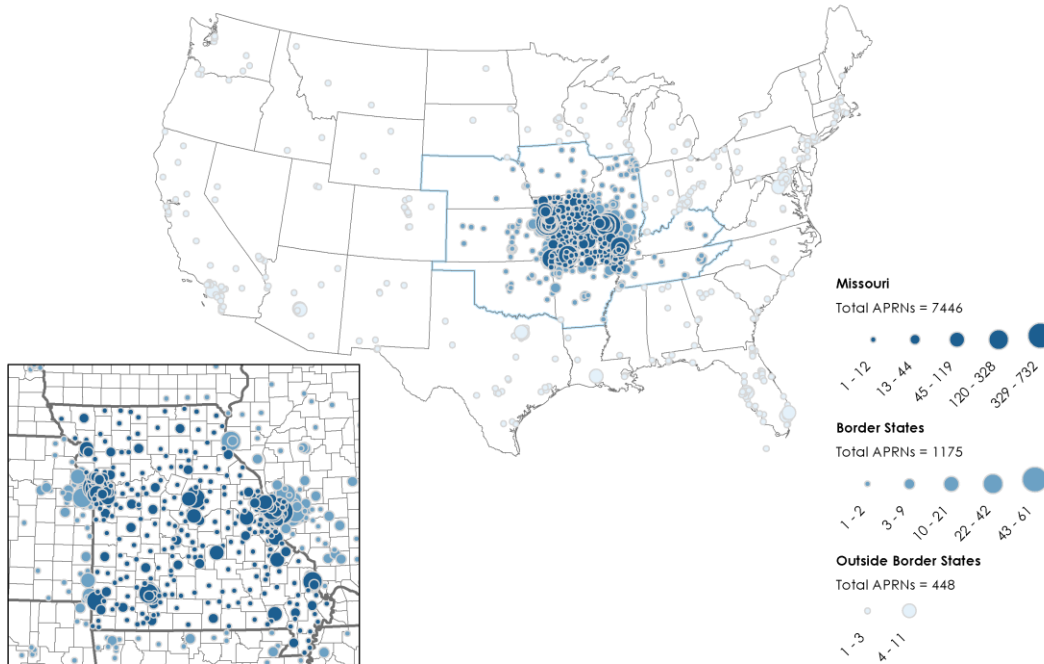 Missouri
Total APRNs = 7446
1 - 12
13 - 44
45 - 119
120 - 328
329 - 732
Border States
Total APRNs = 1175
1 - 2
3 - 9
10 - 21
22 - 42
43 - 61
Outside Border States
Total APRNs = 448
1 - 3
4 - 11